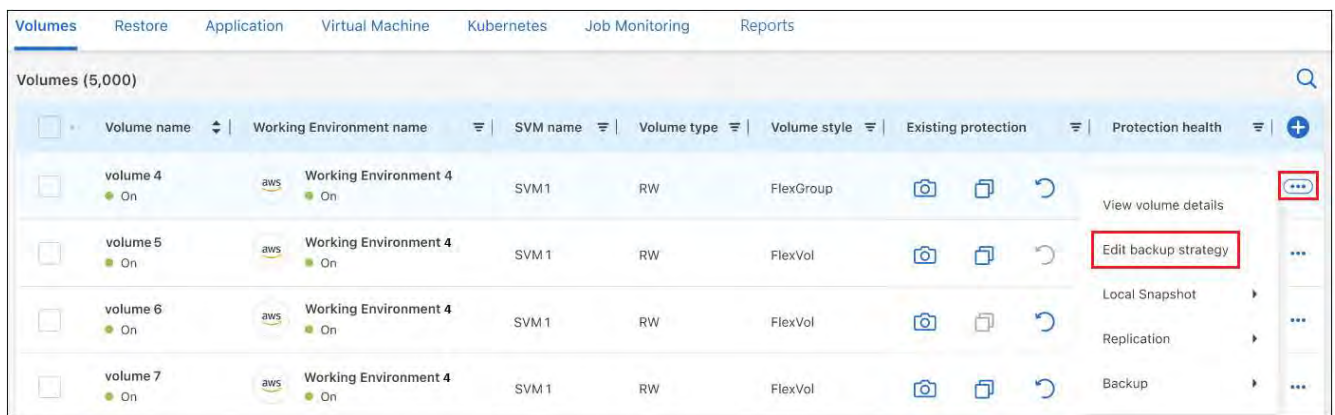 Volumes Restore Application Virtual Machine Kubernetes Job Monitoring Reports
Volumes (5,000)
Volume name Working Environment name SVM name Volume type Volume style Existing protection Protection health
volume 4 aws Working Environment 4 SVM1 RW FlexGroup
On On
View volume details
volume 5 aws Working Environment 4 SVM1 RW FlexVol Edit backup strategy
On On
Local Snapshot
volume 6 aws Working Environment 4 SVM1 RW FlexVol
On On
Replication
volume 7 aws Working Environment 4 SVM1 RW FlexVol Backup
On On